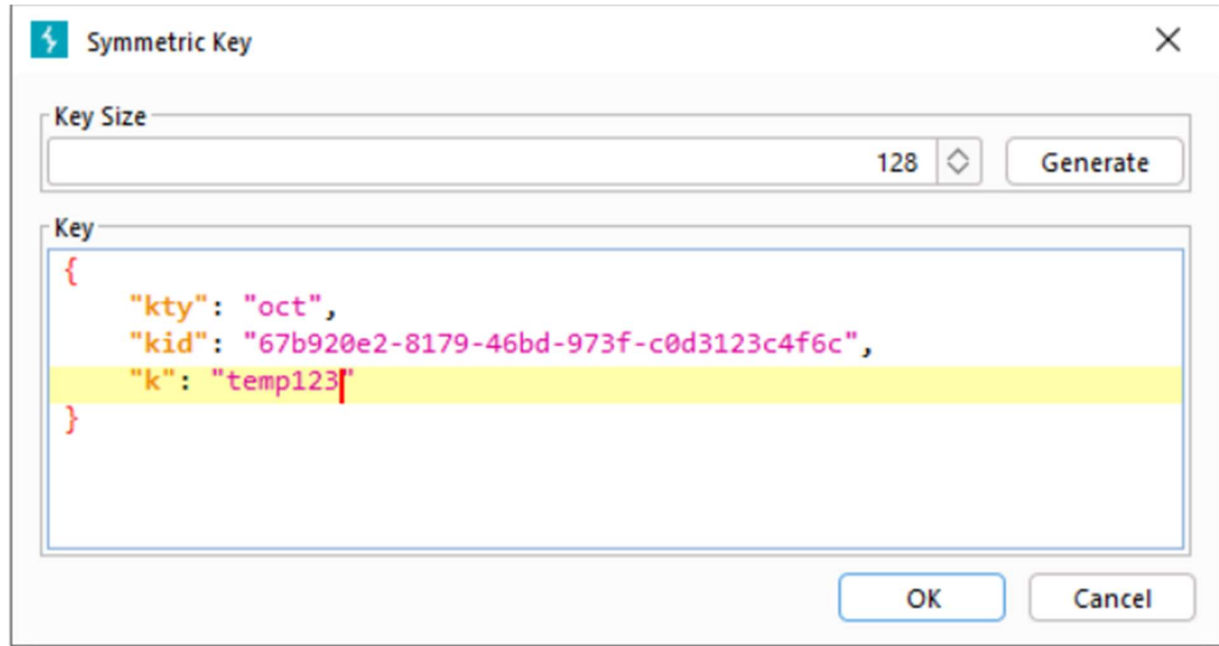 Symmetric Key
Key Size
128
Generate
Key
{
"kty": "oct",
"kid": "67b920e2-8179-46bd-973f-c0d3123c4f6c",
"k": "temp123"
}
OK
Cancel